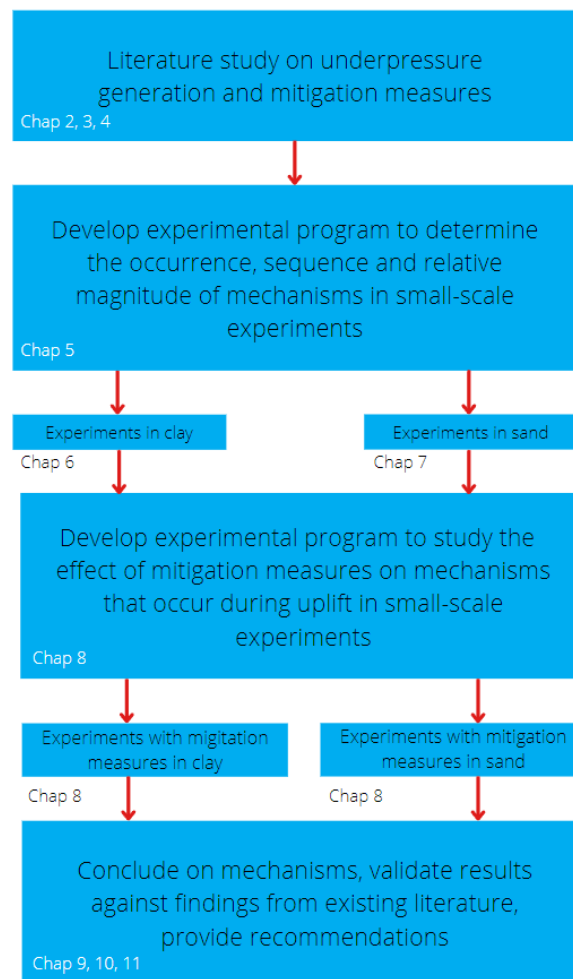 Literature study on underpressure
generation and mitigation measures
Chap 2, 3, 4
Develop experimental program to determine
the occurrence, sequence and relative
magnitude of mechanisms in small-scale
experiments
Chap 5
Experiments in clay
Experiments in sand
Chap 6
Chap 7
Develop experimental program to study the
effect of mitigation measures on mechanisms
that occur during uplift in small-scale
experiments
Chap 8
Experiments with migitation
measures in clay
Experiments with mitigation
measures in sand
Chap 8
Chap 8
Conclude on mechanisms, validate results
against findings from existing literature,
provide recommendations
Chap 9, 10, 11